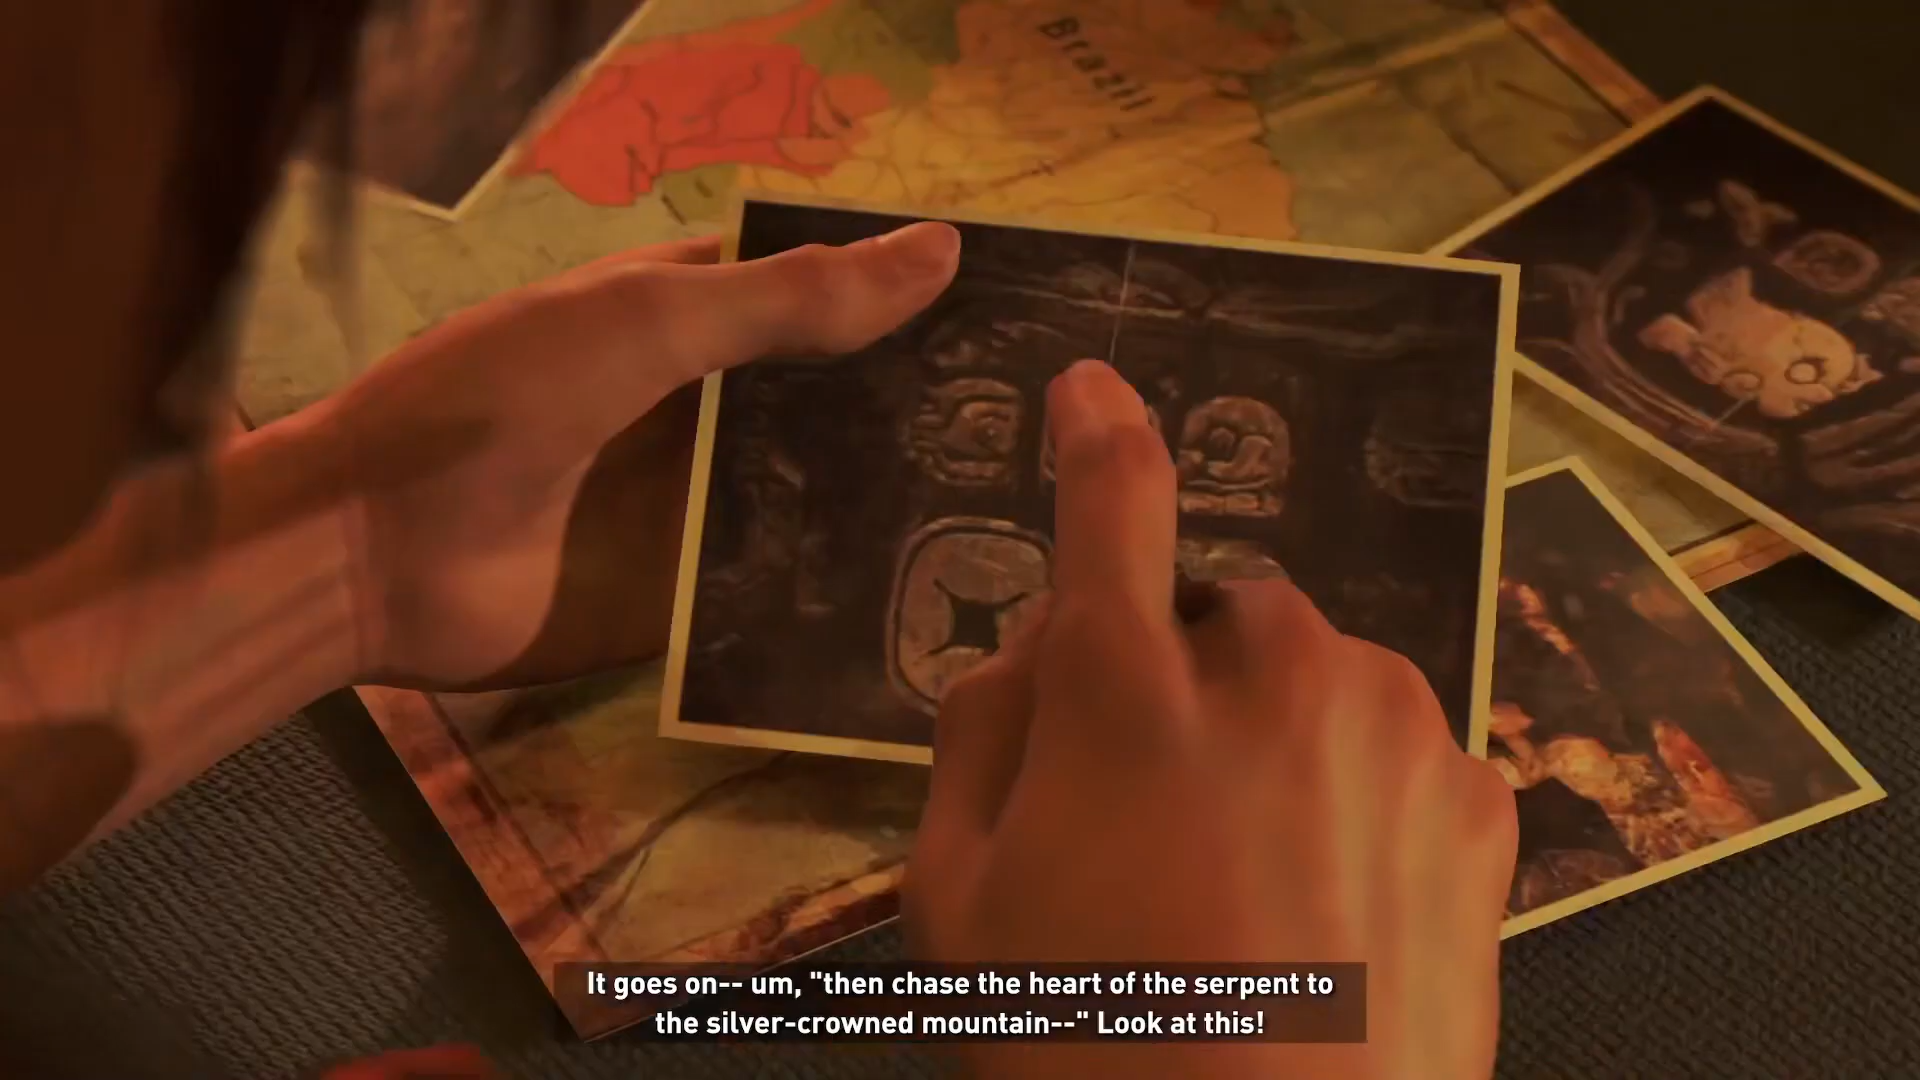 Brazil
It goes on-- um, "then chase the heart of the serpent to
the silver-crowned mountain--" Look at this!